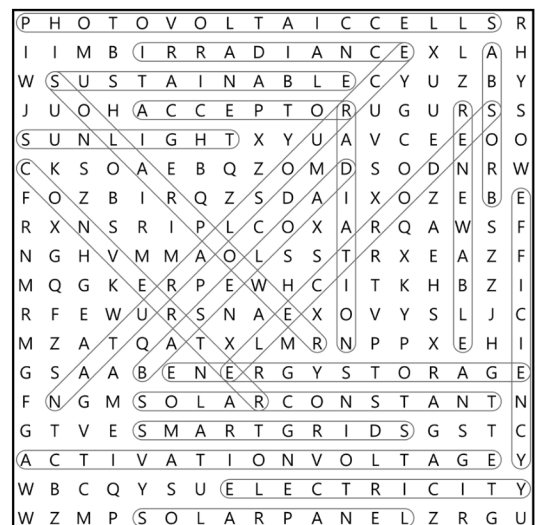 P H O T O V O L T A I C C E L L S R
I I M B I R R A D I A N C E X L A H
W S U S T A I N A B L E C Y U Z B Y
J U O H A C C E P T O R U G U R S S
S U N L I G H T X Y U A V C E E O O
C K S O A E B Q Z O M D S O D N R W
F O Z B I R Q Z S D A I X O Z E B E
R X N S R I P L C O X A R Q A W S F
N G H V M M A O L S S T R X E A Z F
M Q G K E R P E W H C I T K H B Z I
R F E W U R S N A E X O V Y S L J C
M Z A T Q A T X L M R N P P X E H I
G S A A B E N E R G Y S T O R A G E
F N G M S O L A R C O N S T A N T N
G T V E S M A R T G R I D S G S T C
A C T I V A T I O N V O L T A G E Y
W B C Q Y S U E L E C T R I C I T Y
W Z M P S O L A R P A N E L Z R G U